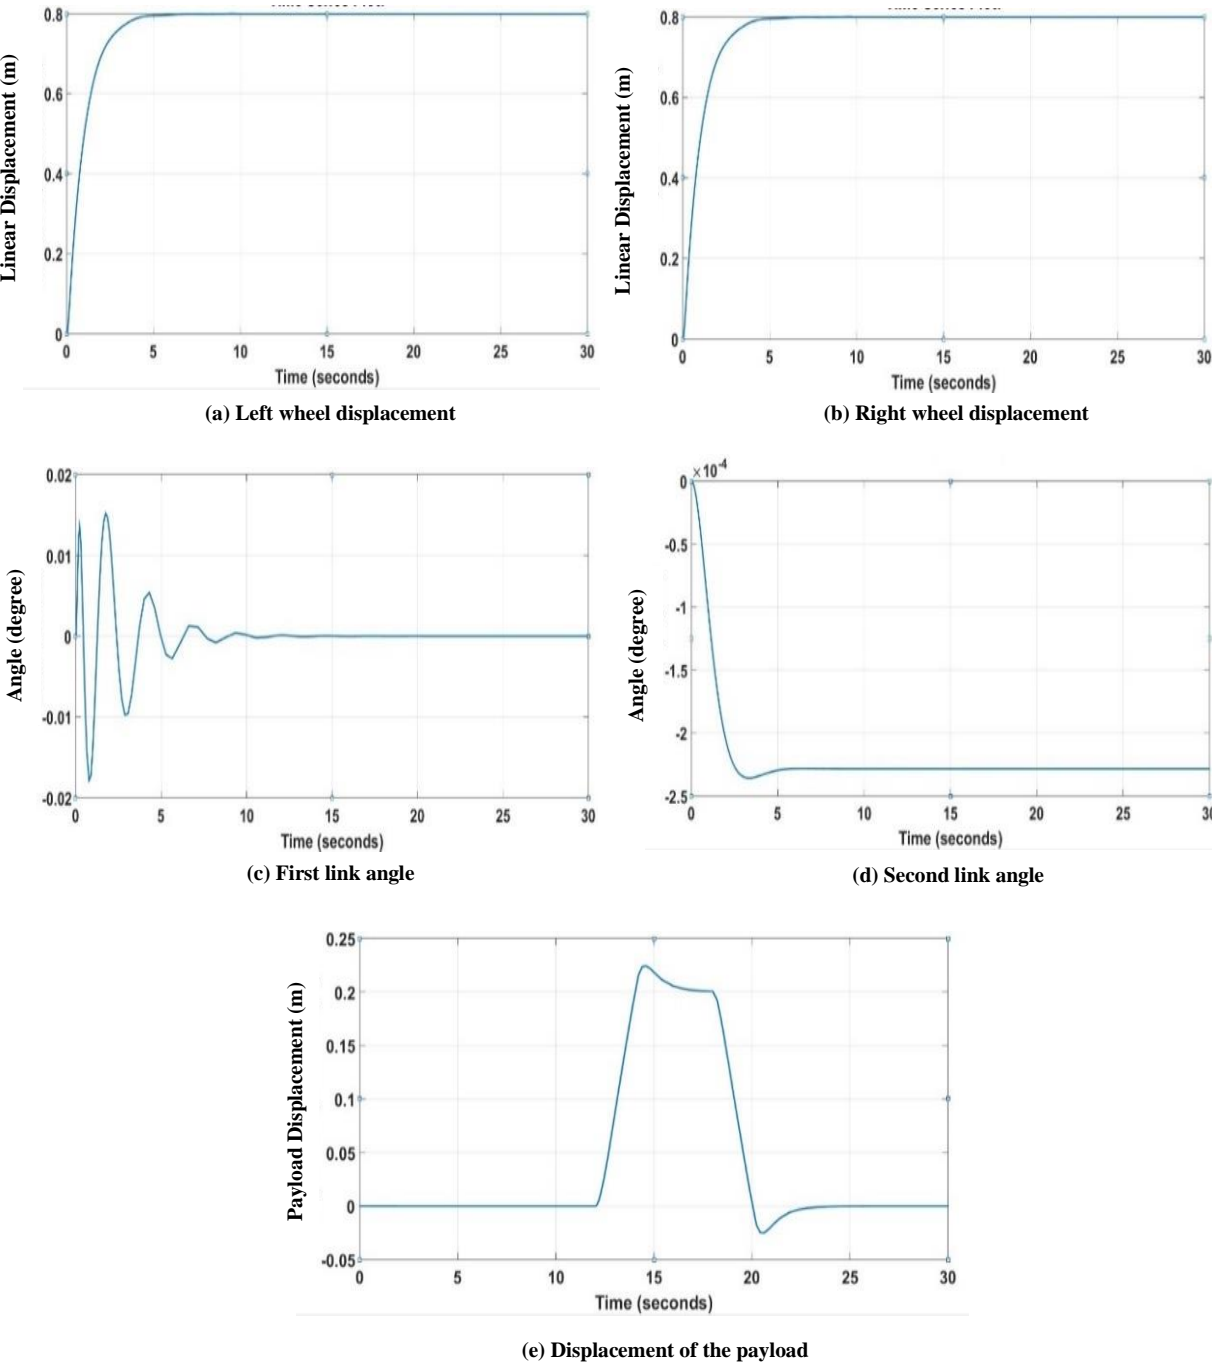 0.8
0.6
0.4
0.2
0
Linear Displacement (m)
0 5 10 15 20 25 30
Time (seconds)
(a) Left wheel displacement
0.8
0.6
0.4
0.2
0
Linear Displacement (m)
0 5 10 15 20 25 30
Time (seconds)
(b) Right wheel displacement
0.02
0.01
0
-0.01
-0.02
Angle (degree)
0 5 10 15 20 25 30
Time (seconds)
(c) First link angle
×10⁻⁴
0
-0.5
-1
-1.5
-2
-2.5
Angle (degree)
0 5 10 15 20 25
Time (seconds)
(d) Second link angle
0.25
0.2
0.15
0.1
0.05
0
-0.05
Payload Displacement (m)
0 5 10 15 20 25 30
Time (seconds)
(e) Displacement of the payload